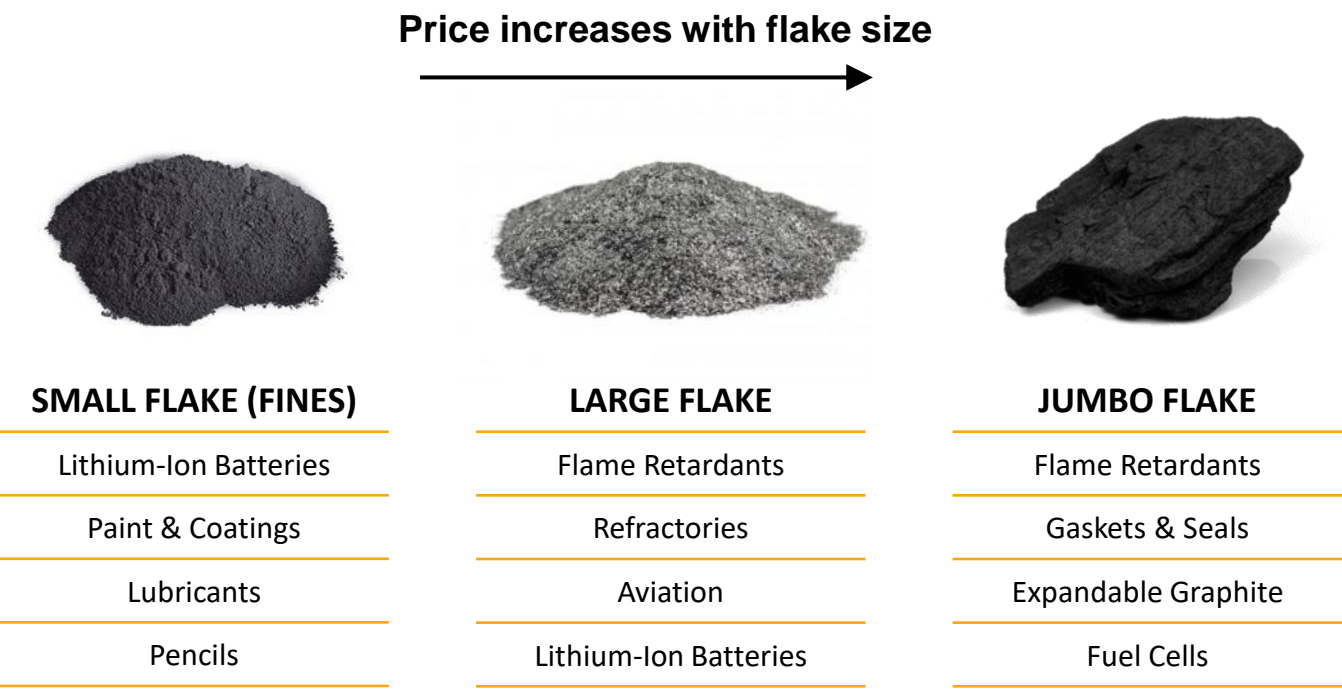 Price increases with flake size
SMALL FLAKE (FINES)
Lithium-Ion Batteries
Paint & Coatings
Lubricants
Pencils
LARGE FLAKE
Flame Retardants
Refractories
Aviation
Lithium-Ion Batteries
JUMBO FLAKE
Flame Retardants
Gaskets & Seals
Expandable Graphite
Fuel Cells